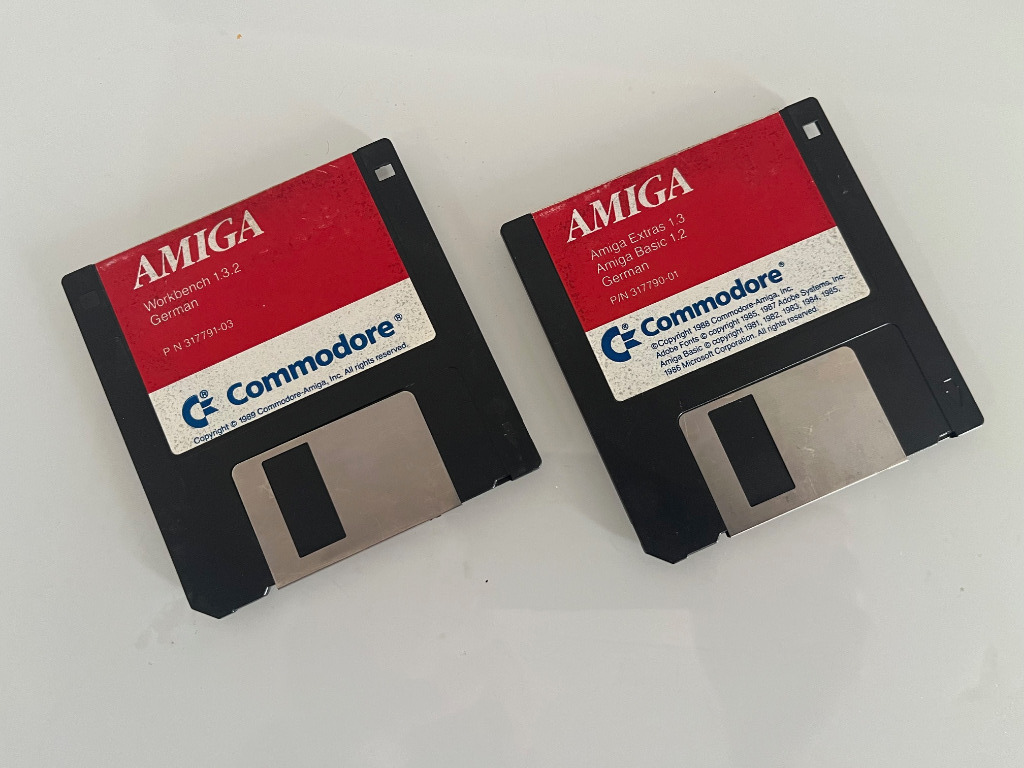 AMIGA
Workbench 1.3.2
German
P N 317791-03
Commodore®
Copyright © 1988 Commodore-Amiga, Inc. All rights reserved.
AMIGA
Amiga Extras 1.3
Amiga Basic 1.2
German
P/N 317790-01
Commodore®
©Copyright 1988 Commodore-Amiga, Inc.
Adobe Fonts © copyright 1985, 1987 Adobe Systems, Inc.
Amiga Basic © copyright 1981, 1982, 1983, 1984, 1985,
1986 Microsoft Corporation. All rights reserved.